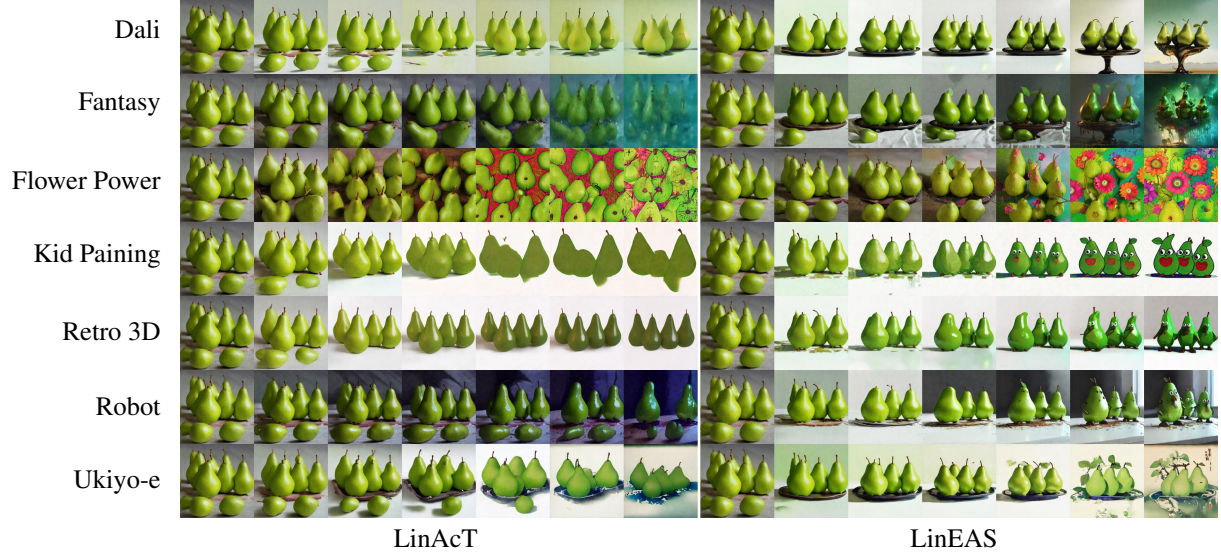 Dali
Fantasy
Flower Power
Kid Paining
Retro 3D
Robot
Ukiyo-e
LinAcT LinEAS